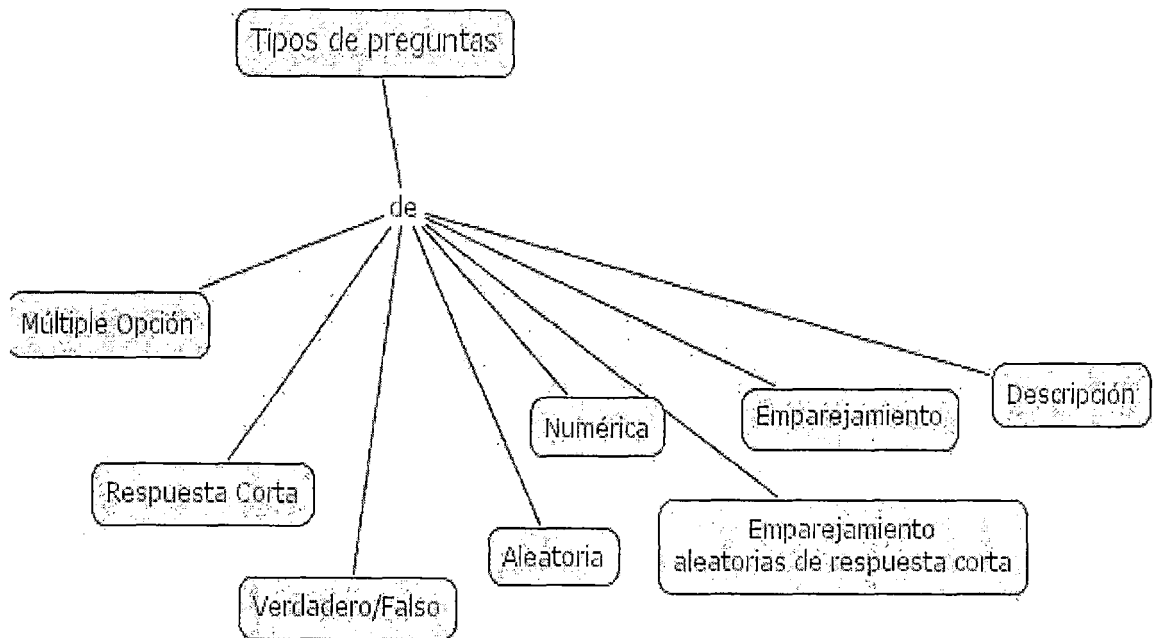 Tipos de preguntas
de
Múltiple Opción
Respuesta Corta
Verdadero/Falso
Aleatoria
Numérica
Emparejamiento
aleatorias de respuesta corta
Emparejamiento
Descripción